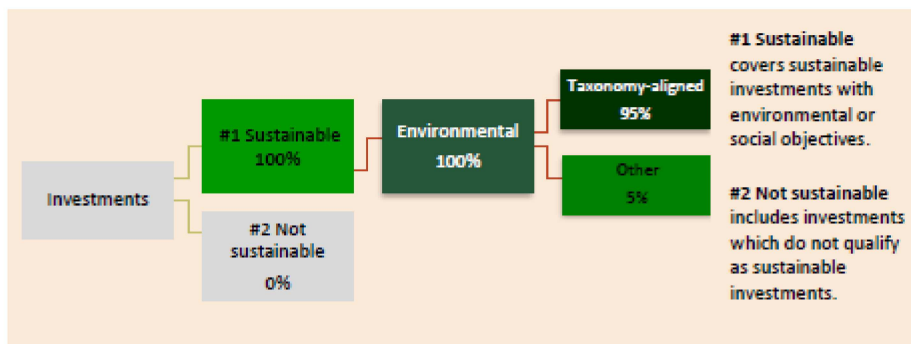 Investments
#1 Sustainable
100%
#2 Not
sustainable
0%
Environmental
100%
Taxonomy-aligned
95%
Other
5%
#1 Sustainable
covers sustainable
investments with
environmental or
social objectives.
#2 Not sustainable
includes investments
which do not qualify
as sustainable
investments.